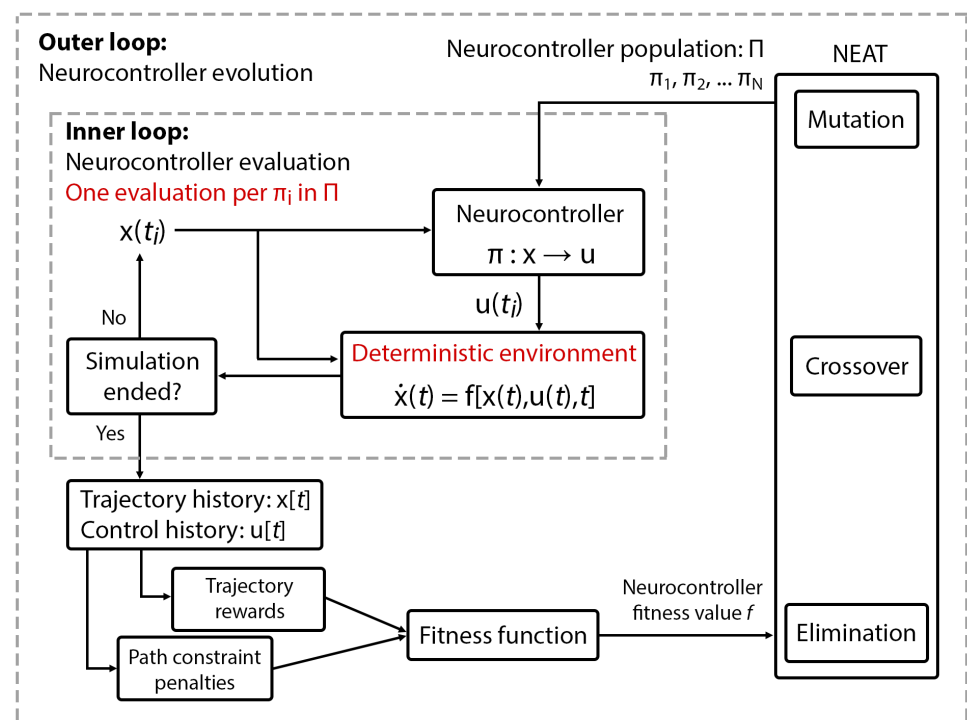 Outer loop:
Neurocontroller evolution
Neurocontroller population: Π
π₁, π₂, ... π_N
NEAT
Mutation
Inner loop:
Neurocontroller evaluation
One evaluation per πᵢ in Π
x(tᵢ)
Neurocontroller
π : x → u
u(tᵢ)
No
Simulation
ended?
Deterministic environment
ẋ(t) = f[x(t),u(t),t]
Crossover
Yes
Trajectory history: x[t]
Control history: u[t]
Trajectory
rewards
Path constraint
penalties
Fitness function
Neurocontroller
fitness value f
Elimination